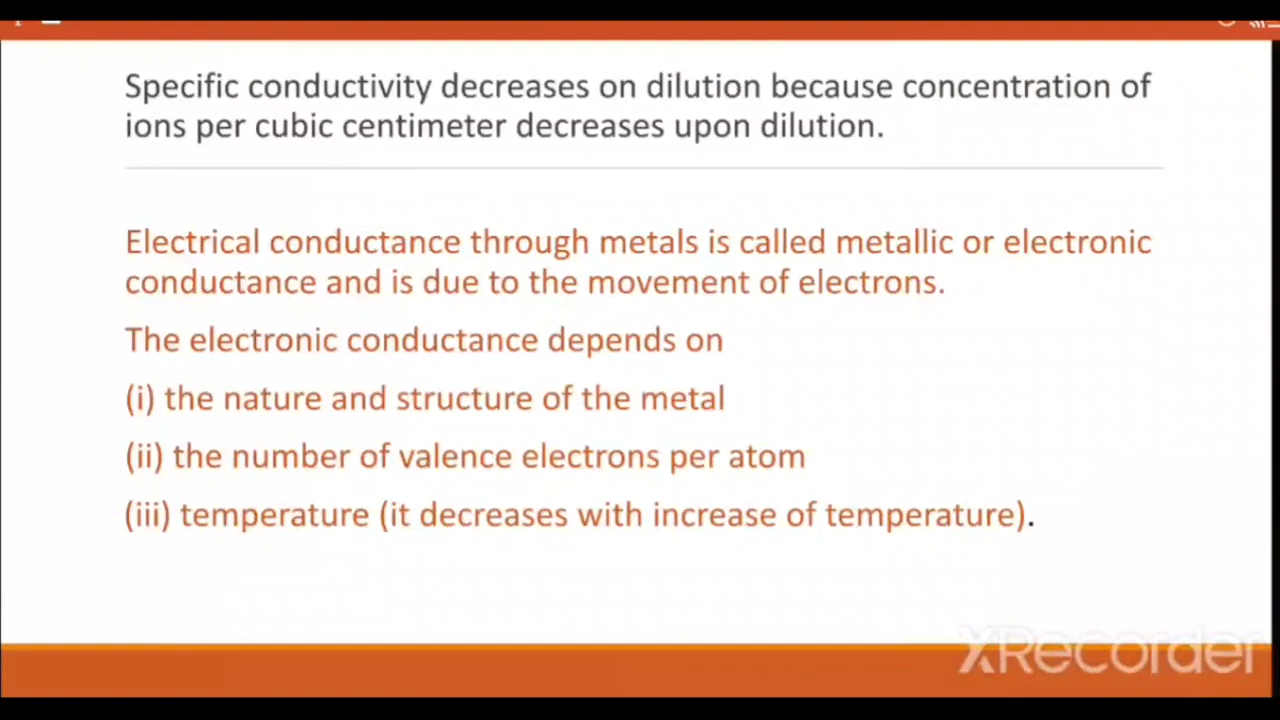 Specific conductivity decreases on dilution because concentration of
ions per cubic centimeter decreases upon dilution.
Electrical conductance through metals is called metallic or electronic
conductance and is due to the movement of electrons.
The electronic conductance depends on
(i) the nature and structure of the metal
(ii) the number of valence electrons per atom
(iii) temperature (it decreases with increase of temperature).
XRecorder